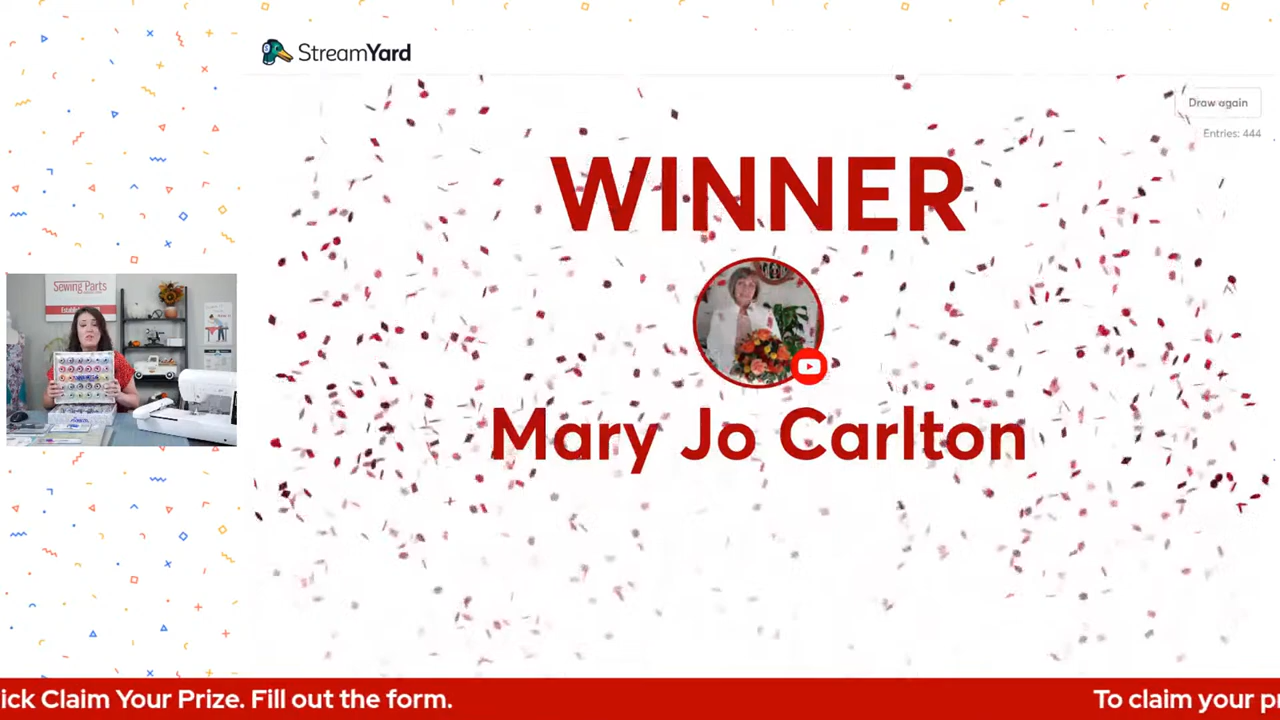 StreamYard
Draw again
Entries: 444
WINNER
Sewing Parts
Mary Jo Carlton
ick Claim Your Prize. Fill out the form.
To claim your pr